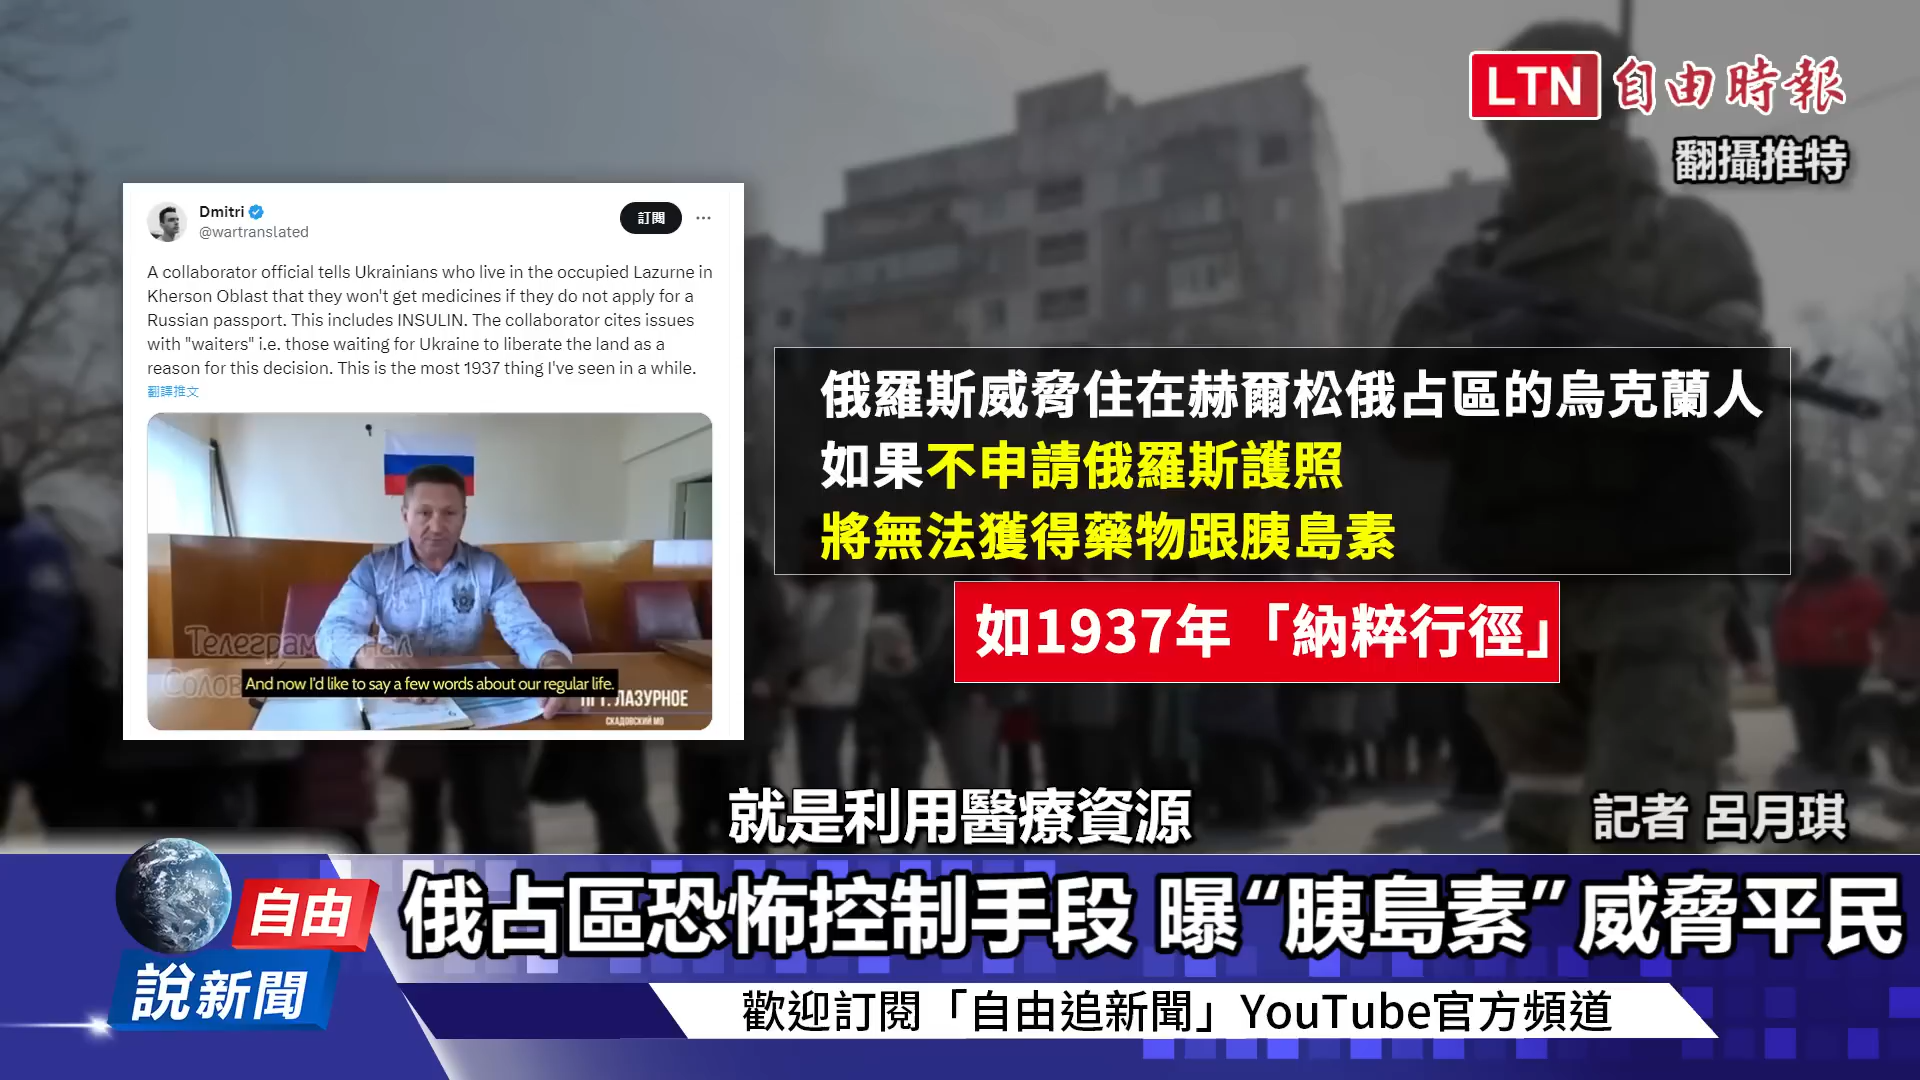 LTN 自由時報
翻攝推特
Dmitri
@wartranslated
訂閱
A collaborator official tells Ukrainians who live in the occupied Lazurne in
Kherson Oblast that they won't get medicines if they do not apply for a
Russian passport. This includes INSULIN. The collaborator cites issues
with "waiters" i.e. those waiting for Ukraine to liberate the land as a
reason for this decision. This is the most 1937 thing I've seen in a while.
翻譯推文
And now I'd like to say a few words about our regular life.
ПГТ. ЛАЗУРНОЕ
СКАДОВСКИЙ МО
俄羅斯威脅住在赫爾松俄占區的烏克蘭人
如果不申請俄羅斯護照
將無法獲得藥物跟胰島素
如1937年「納粹行徑」
就是利用醫療資源
記者 呂月琪
自由
說新聞
俄占區恐怖控制手段 曝“胰島素”威脅平民
歡迎訂閱「自由追新聞」YouTube官方頻道